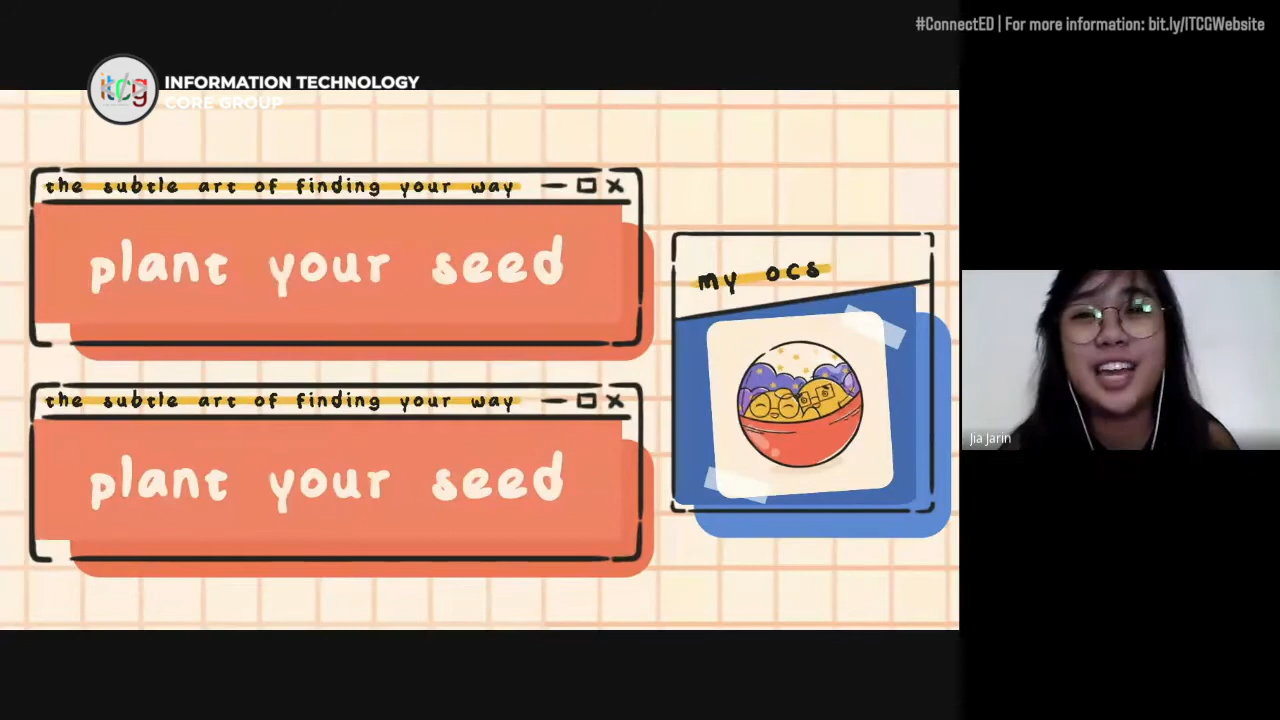 #ConnectED | For more information: bit.ly/ITCGWebsite
itcg
INFORMATION TECHNOLOGY
CORE GROUP
the subtle art of finding your way
plant your seed
my ocs
the subtle art of finding your way
plant your seed
Jia Jarin